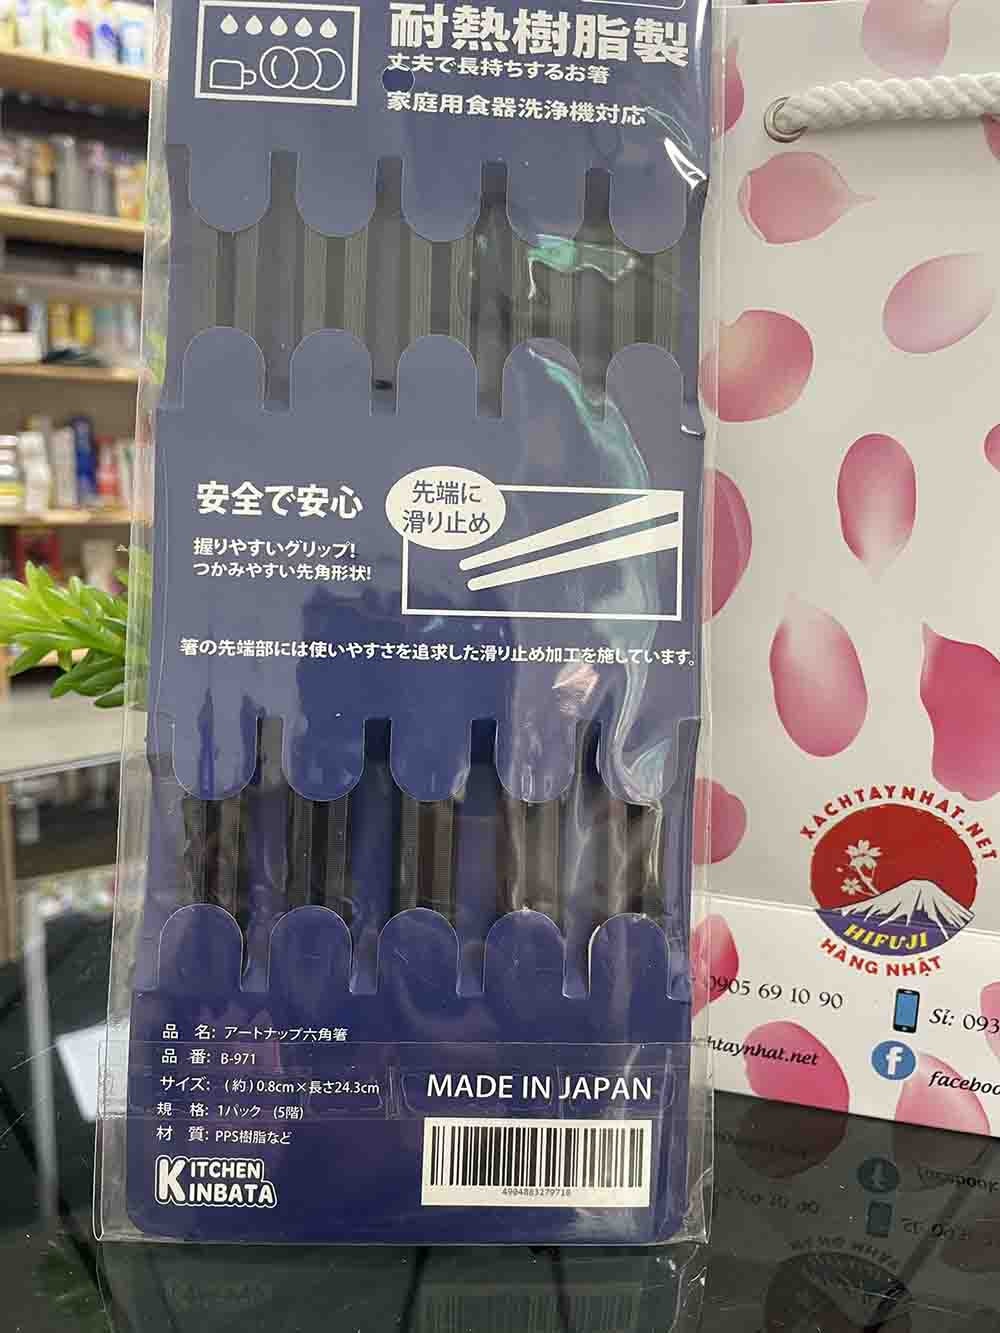 耐熱樹脂製
丈夫で長持ちするお箸
家庭用食器洗浄機対応
安全で安心
握りやすいグリップ!
つかみやすい先角形状!
先端に
滑り止め
箸の先端部には使いやすさを追求した滑り止め加工を施しています。
品 名: アートナップ六角箸
品 番: B-971
サイズ: (約) 0.8cm×長さ24.3cm
規 格: 1パック (5階)
材 質: PPS樹脂など
KITCHEN
KINBATA
MADE IN JAPAN
4904883279718
XACHTAYNHAT.NET
HIFUJI
HÀNG NHẬT
0905 69 10 90
Sỉ: 093
chtaynhat.net
f
faceboo